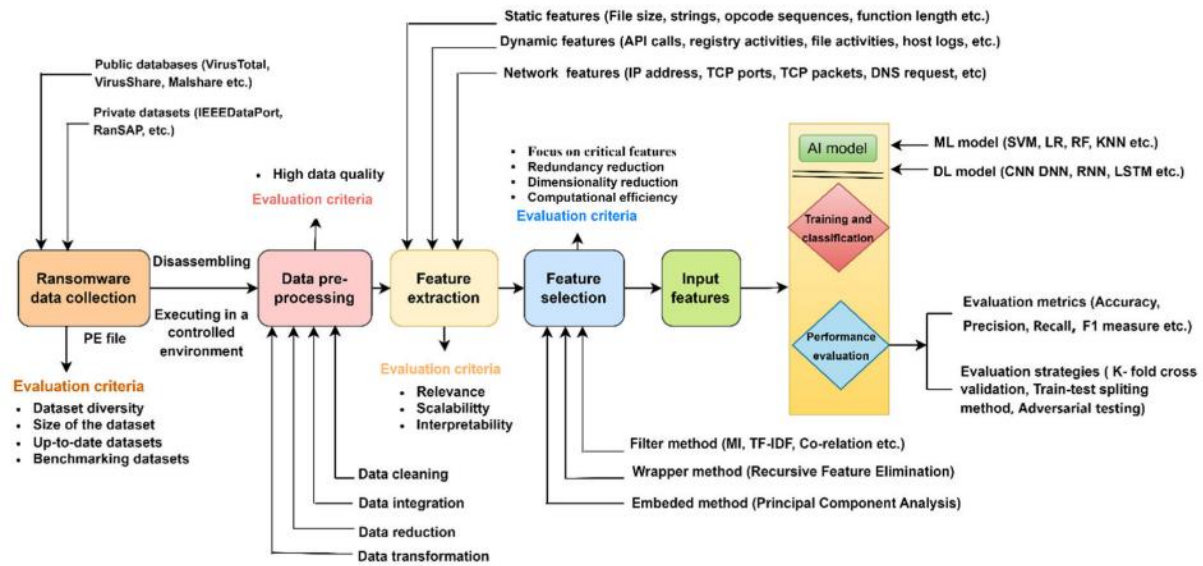 Static features (File size, strings, opcode sequences, function length etc.)
Dynamic features (API calls, registry activities, file activities, host logs, etc.)
Network features (IP address, TCP ports, TCP packets, DNS request, etc)
Public databases (VirusTotal,
VirusShare, Malshare etc.)
Private datasets (IEEEDataPort,
RanSAP, etc.)
• High data quality
Evaluation criteria
▪ Focus on critical features
▪ Redundancy reduction
▪ Dimensionality reduction
▪ Computational efficiency
Evaluation criteria
AI model
ML model (SVM, LR, RF, KNN etc.)
DL model (CNN DNN, RNN, LSTM etc.)
Training and
classification
Ransomware
data collection
Disassembling
Executing in a
controlled
environment
Data pre-
processing
Feature
extraction
Feature
selection
Input
features
Performance
evaluation
Evaluation metrics (Accuracy,
Precision, Recall, F1 measure etc.)
Evaluation strategies ( K- fold cross
validation, Train-test spliting
method, Adversarial testing)
PE file
Evaluation criteria
• Dataset diversity
• Size of the dataset
• Up-to-date datasets
• Benchmarking datasets
Evaluation criteria
• Relevance
• Scalabilitty
• Interpretability
Data cleaning
Data integration
Data reduction
Data transformation
Filter method (MI, TF-IDF, Co-relation etc.)
Wrapper method (Recursive Feature Elimination)
Embeded method (Principal Component Analysis)